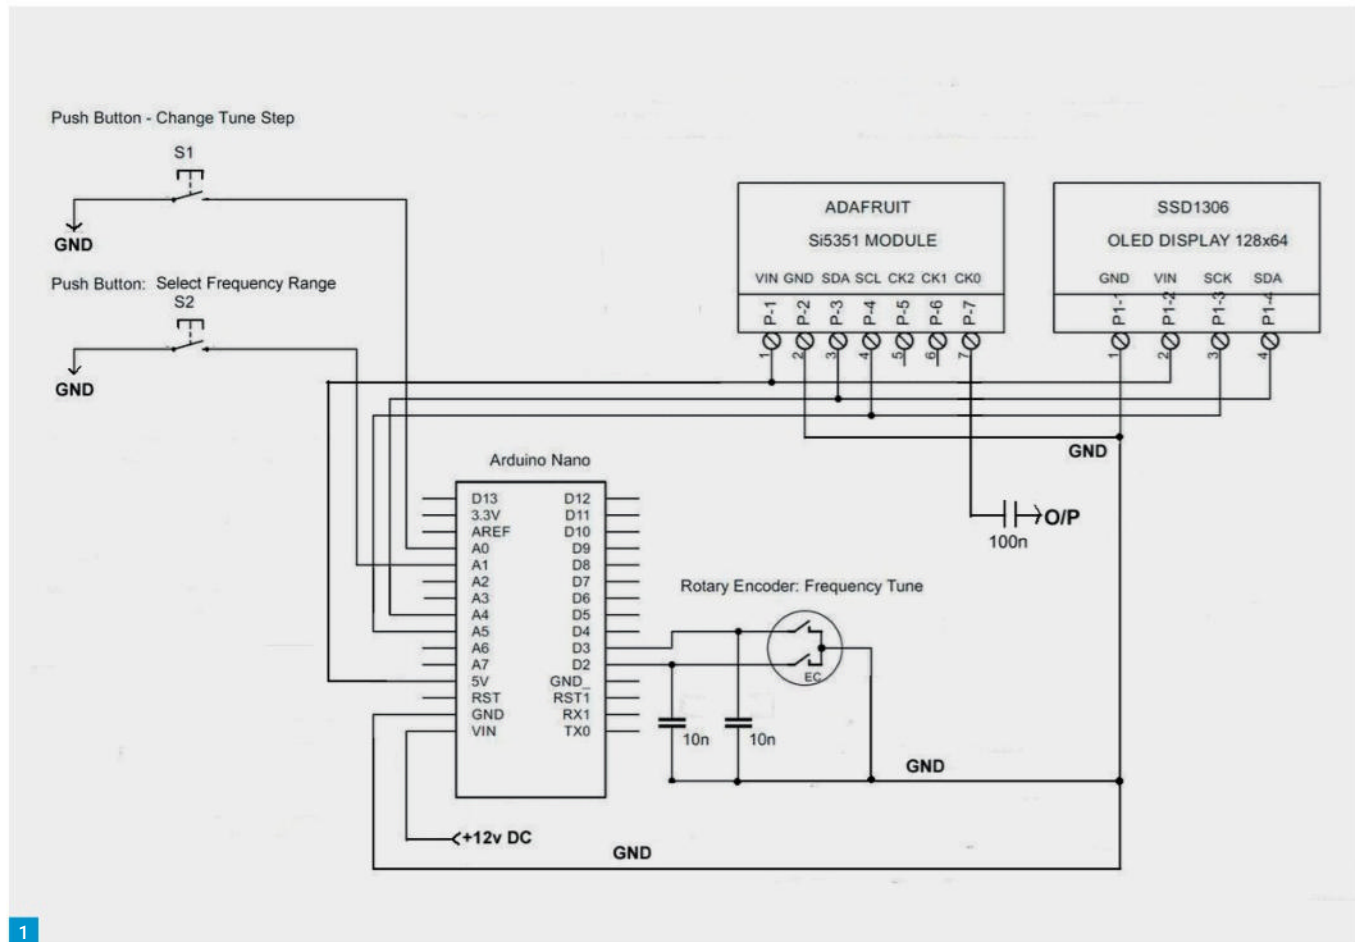 Push Button - Change Tune Step
S1
GND
Push Button: Select Frequency Range
S2
GND
ADAFRUIT
Si5351 MODULE
VIN GND SDA SCL CK2 CK1 CK0
P-1 P-2 P-3 P-4 P-5 P-6 P-7
1 2 3 4 5 6 7
SSD1306
OLED DISPLAY 128x64
GND VIN SCK SDA
P1-1 P1-2 P1-3 P1-4
1 2 3 4
GND
100n
O/P
Arduino Nano
D13 D12
3.3V D11
AREF D10
A0 D9
A1 D8
A2 D7
A3 D6
A4 D5
A5 D4
A6 D3
A7 D2
5V GND_
RST RST1
GND RX1
VIN TX0
Rotary Encoder: Frequency Tune
EC
10n
10n
GND
+12v DC
GND
1